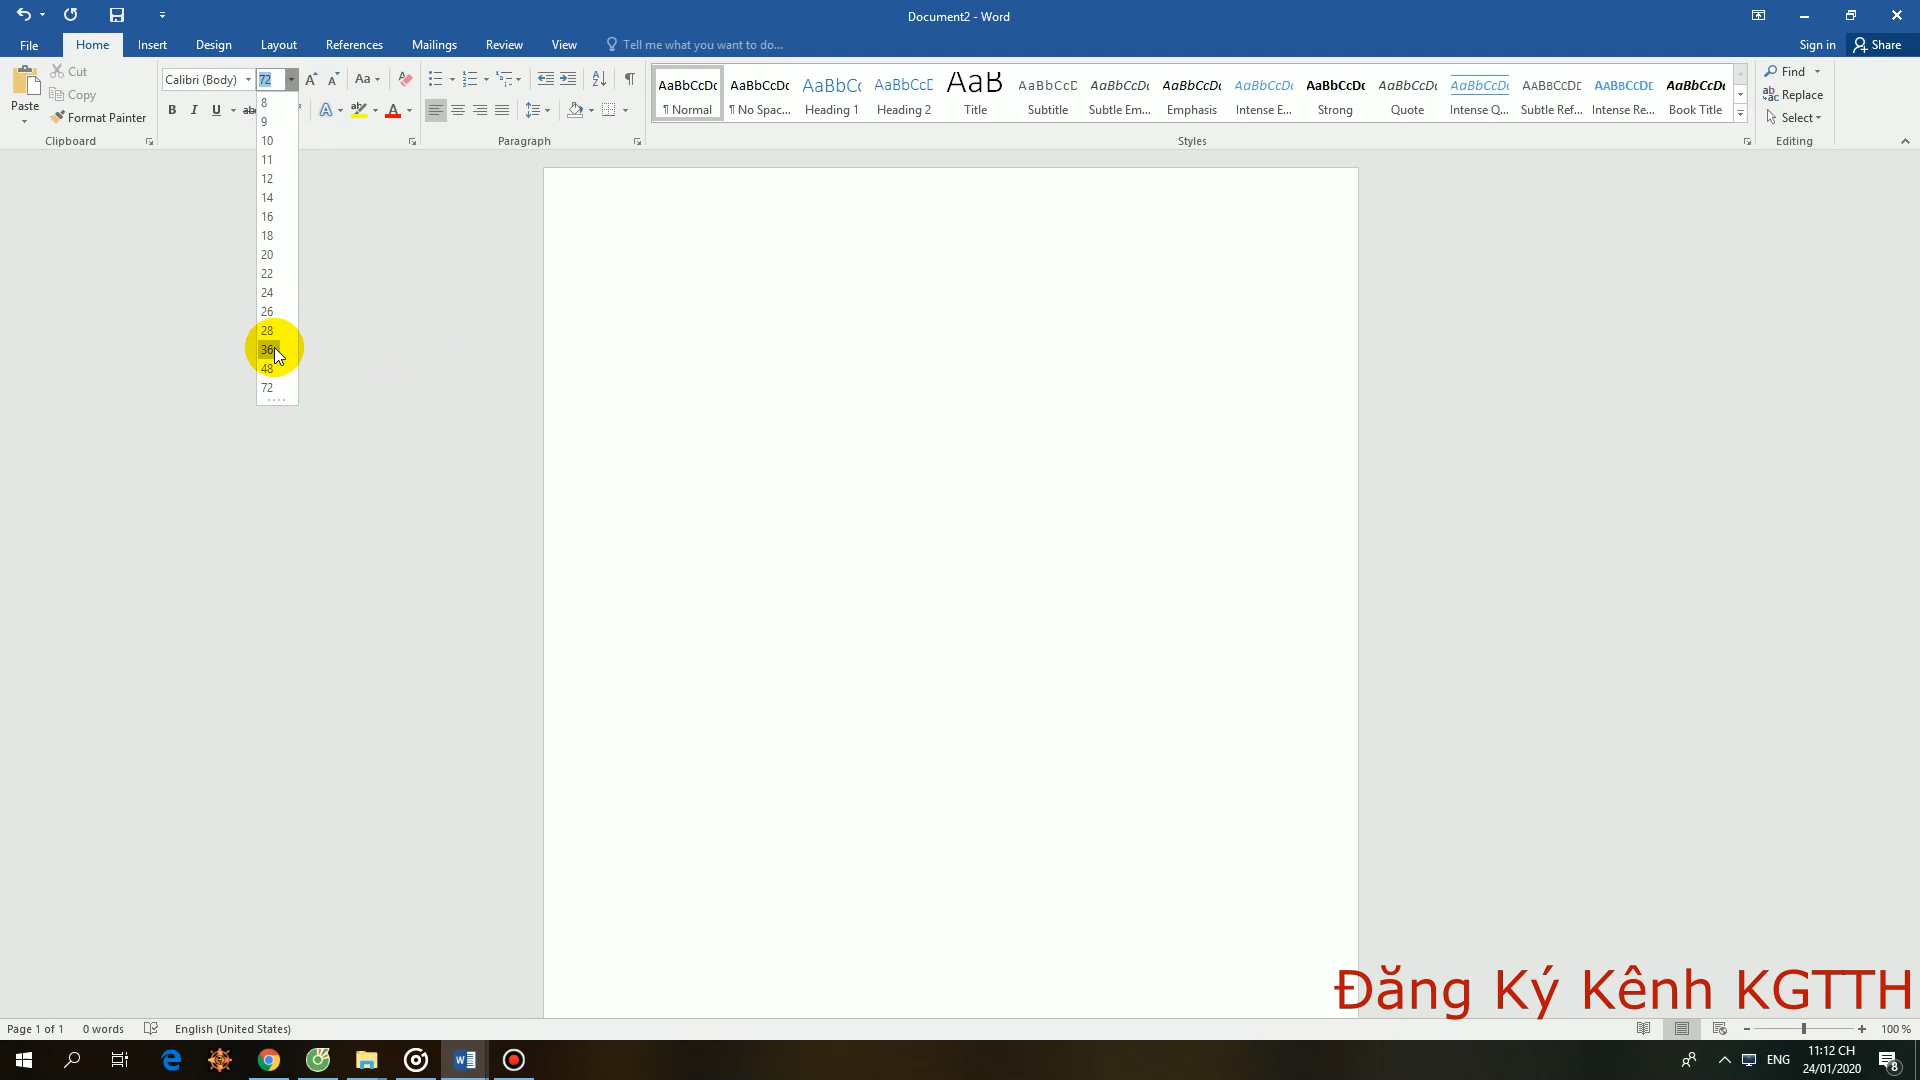 Document2 - Word
File Home Insert Design Layout References Mailings Review View Tell me what you want to do... Sign in Share
Paste
Cut
Copy
Format Painter
Clipboard
Calibri (Body) 72
8
9
10
11
12
14
16
18
20
22
24
26
28
36
48
72
Paragraph
AaBbCcDc AaBbCcDc AaBbCc AaBbCcE AaB AaBbCcD AaBbCcDc AaBbCcDc AaBbCcDc AaBbCcDc AaBbCcDc AaBbCcDc AABBCCDE AABBCCDE AaBbCcDc
¶ Normal ¶ No Spac... Heading 1 Heading 2 Title Subtitle Subtle Em... Emphasis Intense E... Strong Quote Intense Q... Subtle Ref... Intense Re... Book Title
Styles
Find
Replace
Select
Editing
Đăng Ký Kênh KGTTH
Page 1 of 1 0 words English (United States) 100 %
ENG
11:12 CH
24/01/2020
8